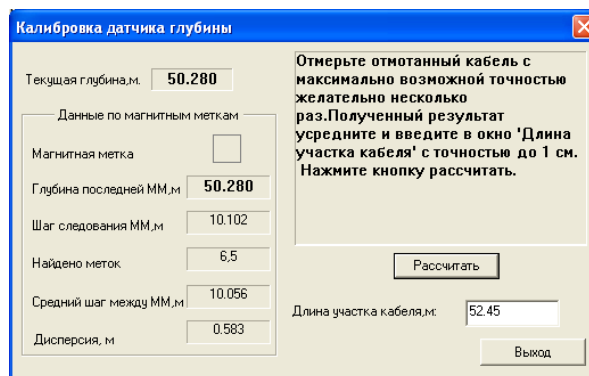 Калибровка датчика глубины
Текущая глубина,м. 50.280
Данные по магнитным меткам
Магнитная метка
Глубина последней ММ,м 50.280
Шаг следования ММ,м 10.102
Найдено меток 6,5
Средний шаг между ММ,м 10.056
Дисперсия, м 0.583
Отмерьте отмотанный кабель с
максимально возможной точностью
желательно несколько
раз.Полученный результат
усредните и введите в окно 'Длина
участка кабеля' с точностью до 1 см.
Нажмите кнопку рассчитать.
Рассчитать
Длина участка кабеля,м: 52.45
Выход